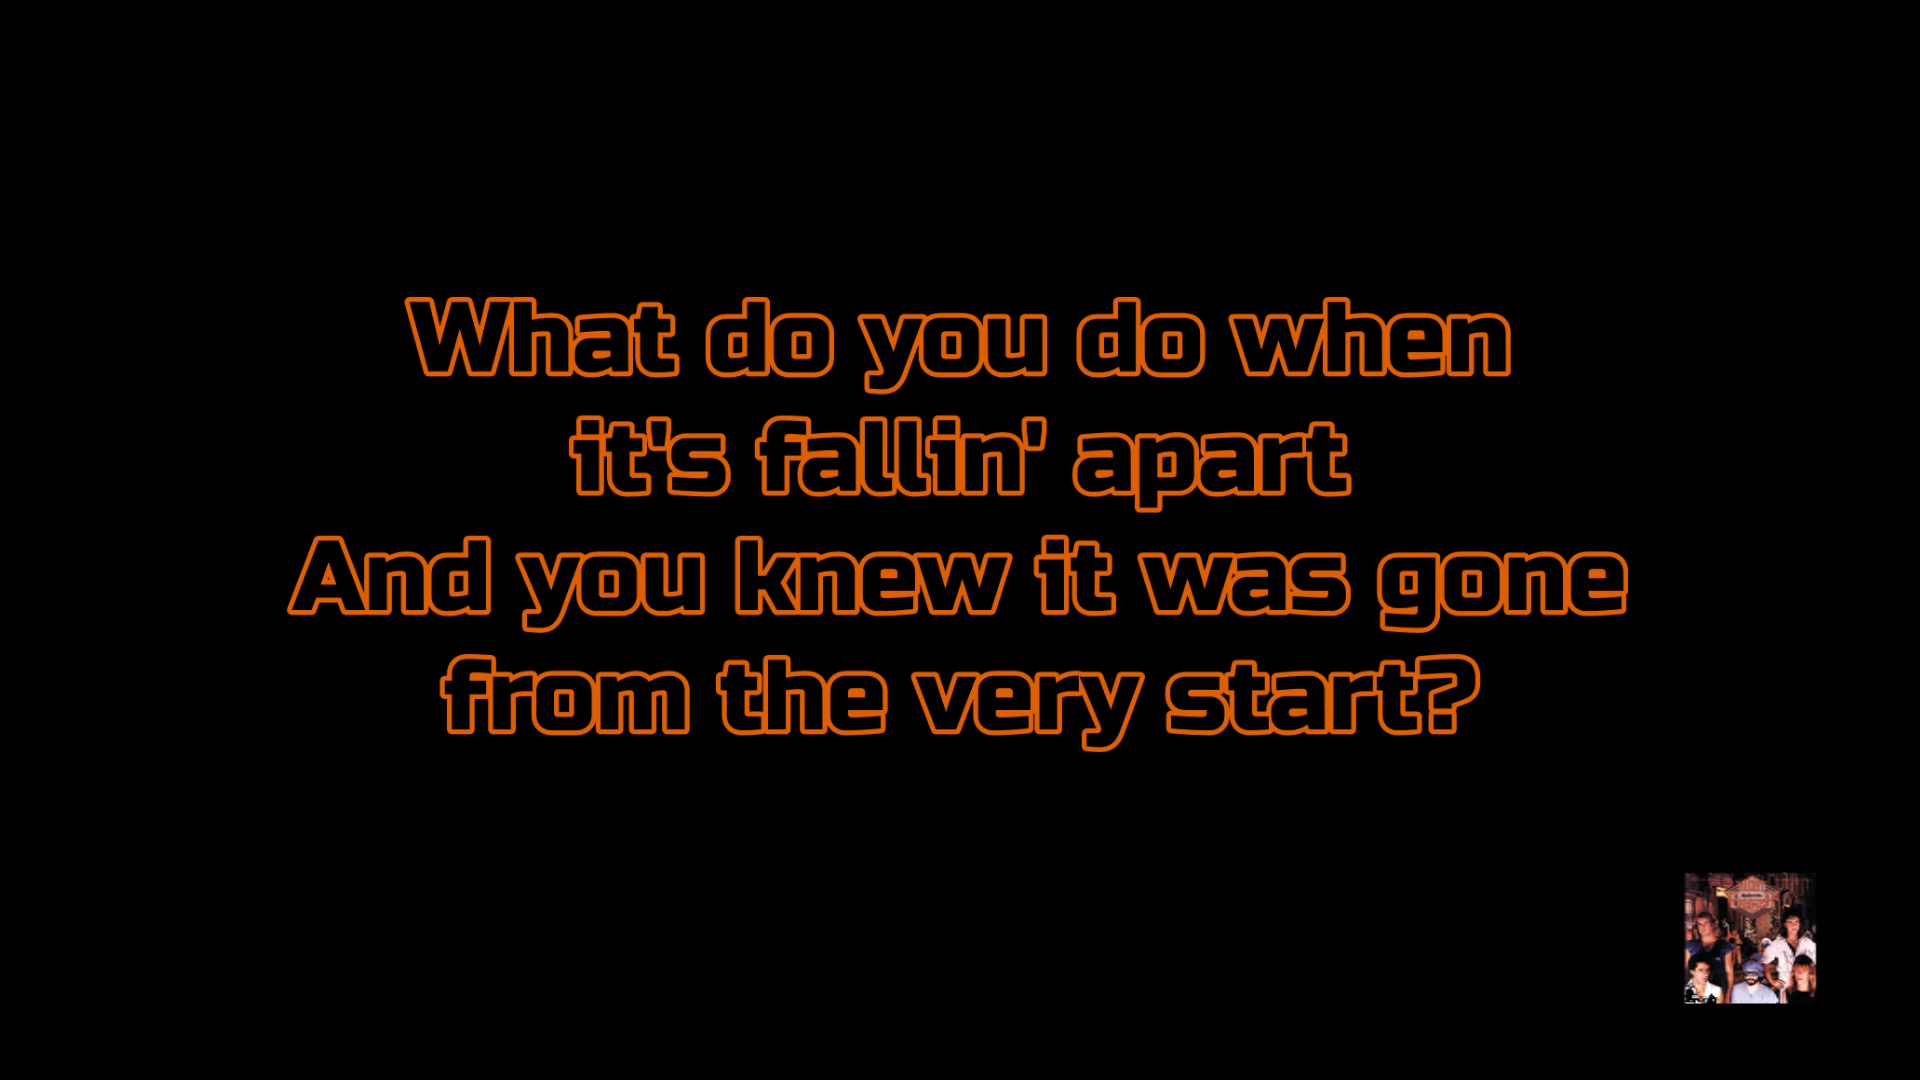 What do you do when
it's fallin' apart
And you knew it was gone
from the very start?